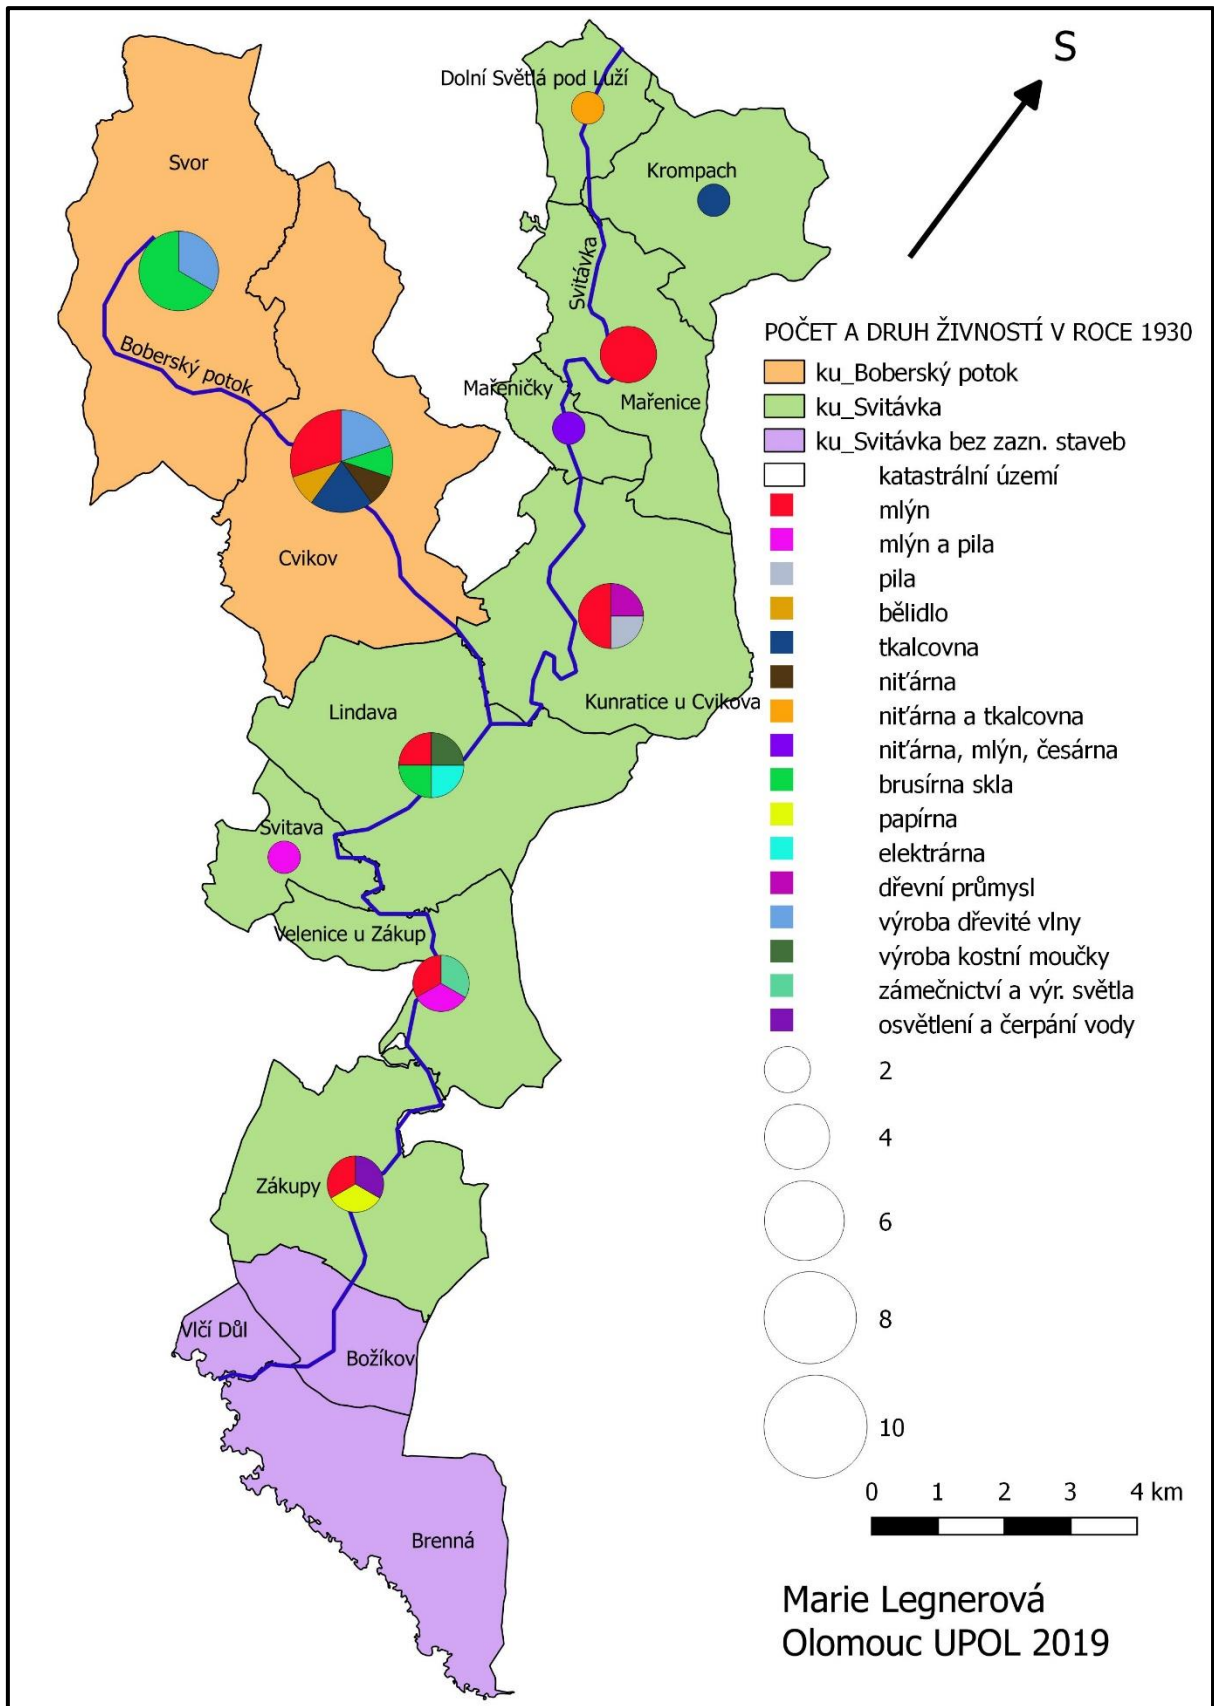 S
Dolní Světlá pod Luží
Svor
Krompach
Svitávka
Boberský potok
Mařeničky
Mařenice
Cvikov
Kunratice u Cvikova
Lindava
Svitava
Velenice u Zákup
Zákupy
Vlčí Důl
Božíkov
Brenná
POČET A DRUH ŽIVNOSTÍ V ROCE 1930
ku_Boberský potok
ku_Svitávka
ku_Svitávka bez zazn. staveb
katastrální území
mlýn
mlýn a pila
pila
bělidlo
tkalcovna
niťárna
niťárna a tkalcovna
niťárna, mlýn, česárna
brusírna skla
papírna
elektrárna
dřevní průmysl
výroba dřevité vlny
výroba kostní moučky
zámečnictví a výr. světla
osvětlení a čerpání vody
2
4
6
8
10
0 1 2 3 4 km
Marie Legnerová
Olomouc UPOL 2019